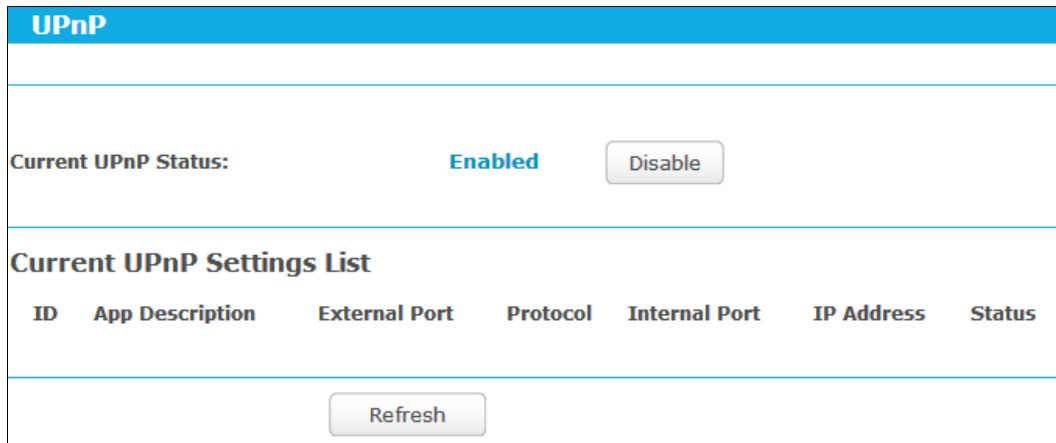 UPnP
Current UPnP Status: Enabled Disable
Current UPnP Settings List
ID App Description External Port Protocol Internal Port IP Address Status
Refresh